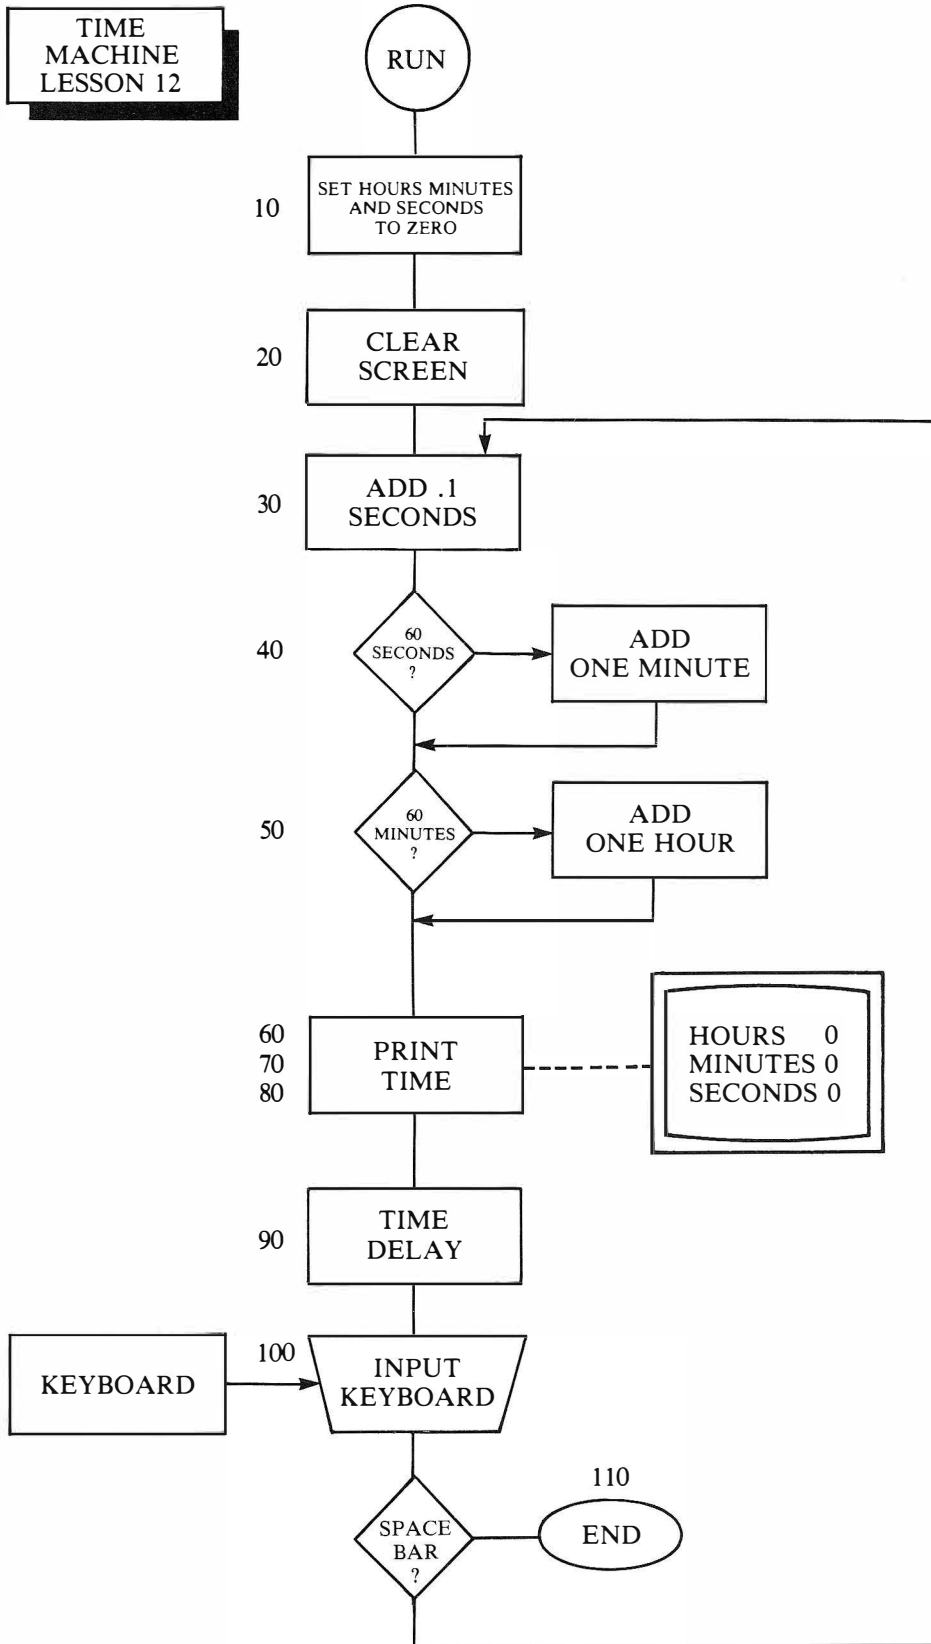 TIME
MACHINE
LESSON 12
RUN
10
SET HOURS MINUTES
AND SECONDS
TO ZERO
20
CLEAR
SCREEN
30
ADD .1
SECONDS
40
60
SECONDS
?
ADD
ONE MINUTE
50
60
MINUTES
?
ADD
ONE HOUR
60
70
80
PRINT
TIME
HOURS 0
MINUTES 0
SECONDS 0
90
TIME
DELAY
KEYBOARD
100
INPUT
KEYBOARD
SPACE
BAR
?
110
END